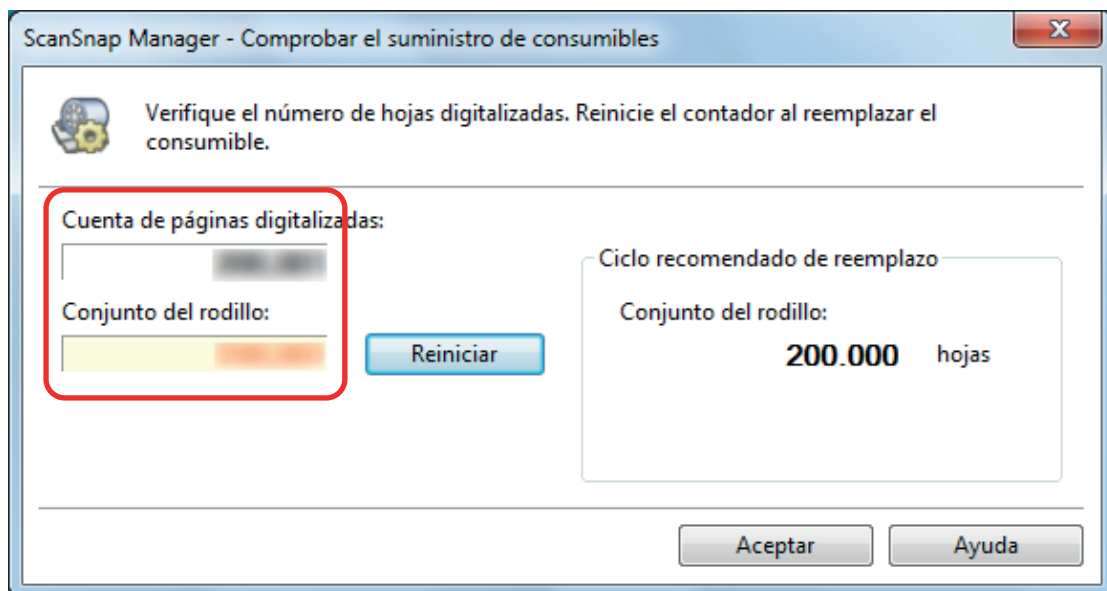 ScanSnap Manager - Comprobar el suministro de consumibles
Verifique el número de hojas digitalizadas. Reinicie el contador al reemplazar el
consumible.
Cuenta de páginas digitalizadas:
Conjunto del rodillo:
Reiniciar
Ciclo recomendado de reemplazo
Conjunto del rodillo:
200.000 hojas
Aceptar
Ayuda